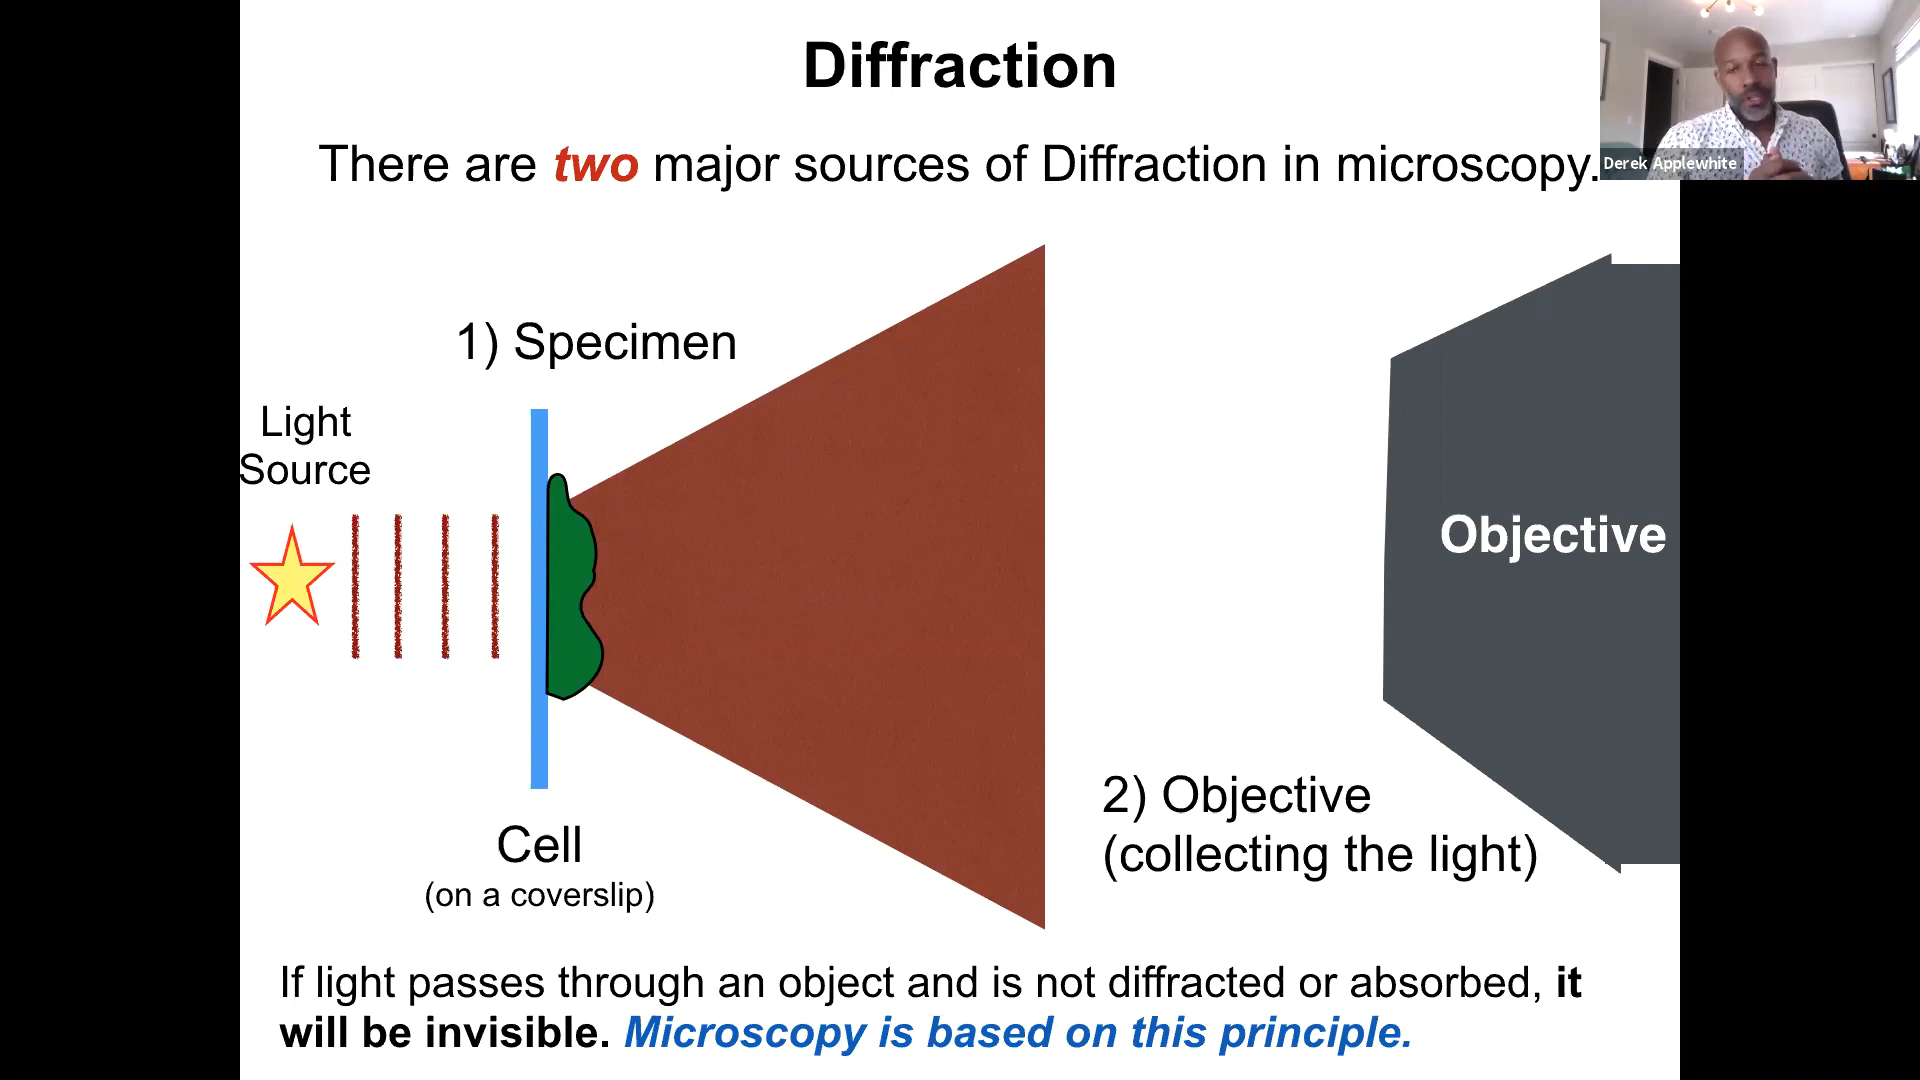 Diffraction
There are two major sources of Diffraction in microscopy.
Derek Applewhite
1) Specimen
Light
Source
Objective
2) Objective
(collecting the light)
Cell
(on a coverslip)
If light passes through an object and is not diffracted or absorbed, it
will be invisible. Microscopy is based on this principle.